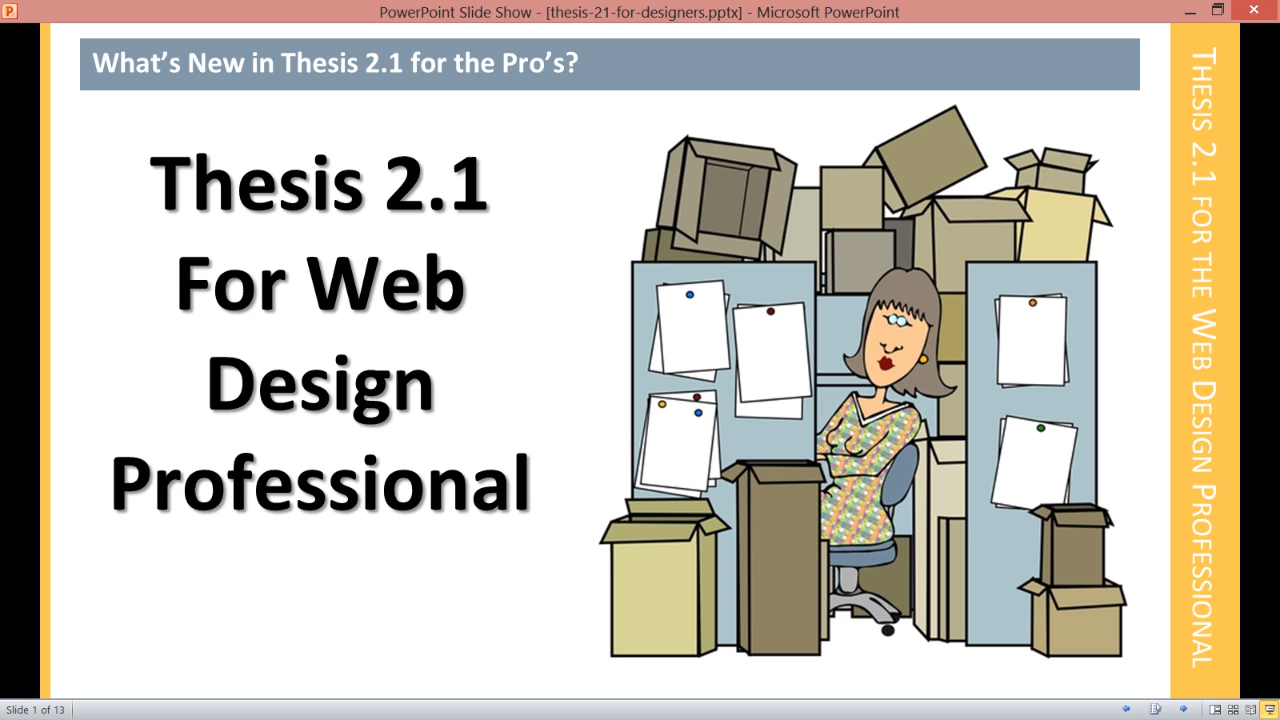 PowerPoint Slide Show - [thesis-21-for-designers.pptx] - Microsoft PowerPoint
What’s New in Thesis 2.1 for the Pro’s?
Thesis 2.1
For Web
Design
Professional
Thesis 2.1 for the Web Design Professional
Slide 1 of 13